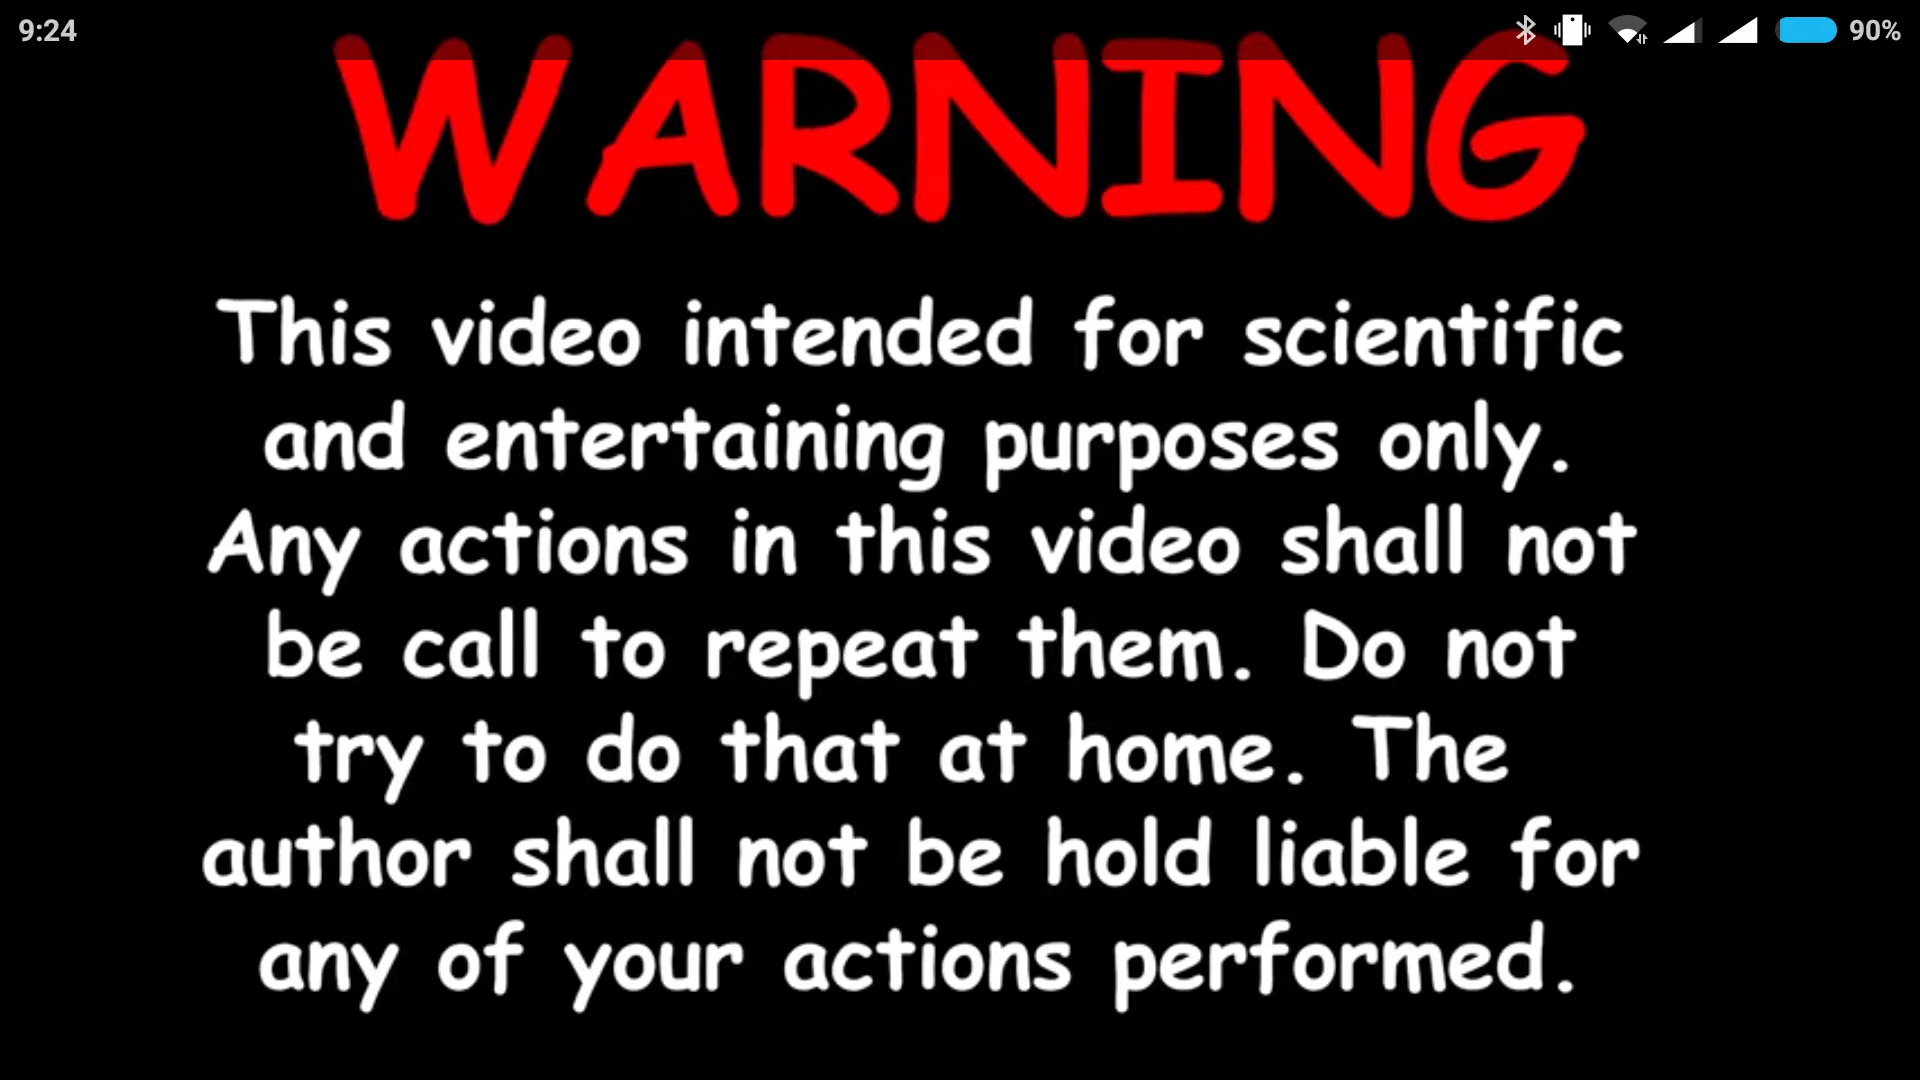 9:24
90%
WARNING
This video intended for scientific
and entertaining purposes only.
Any actions in this video shall not
be call to repeat them. Do not
try to do that at home. The
author shall not be hold liable for
any of your actions performed.